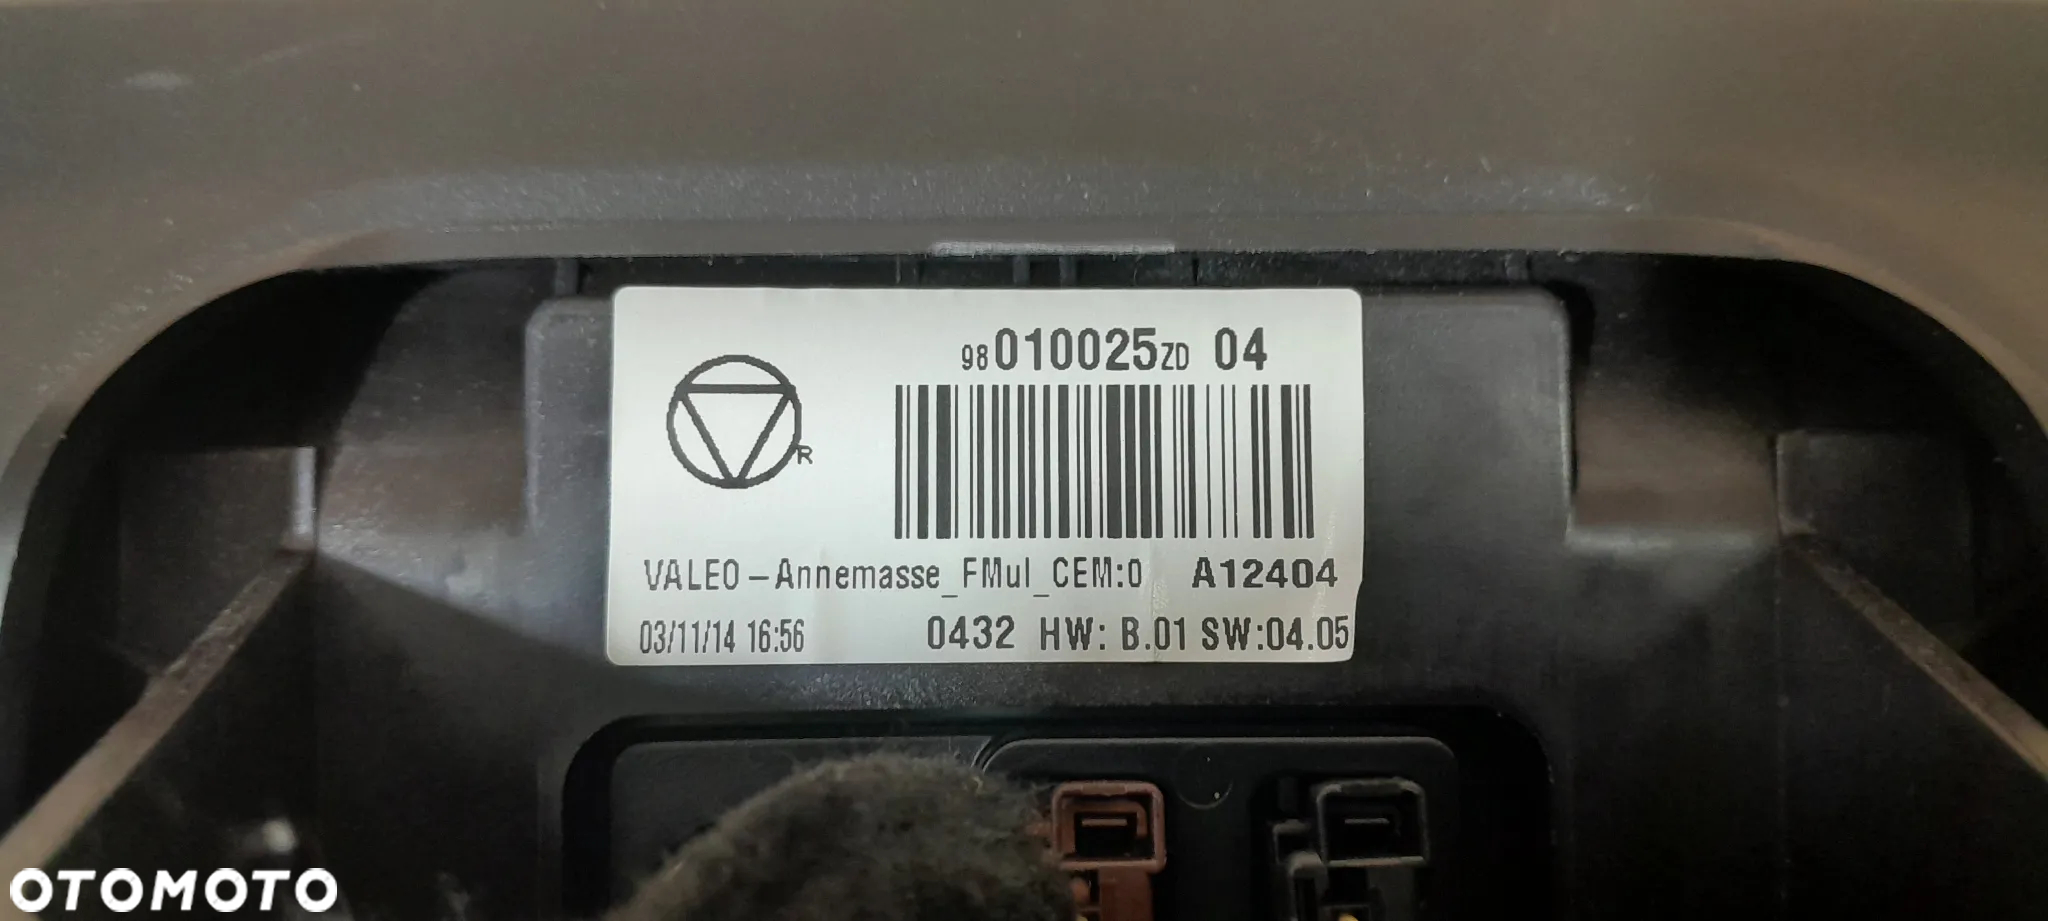 98010025ZD 04
R
VALEO-Annemasse_FMul_CEM:0 A12404
03/11/14 16:56 0432 HW: B.01 SW:04.05
OTOMOTO